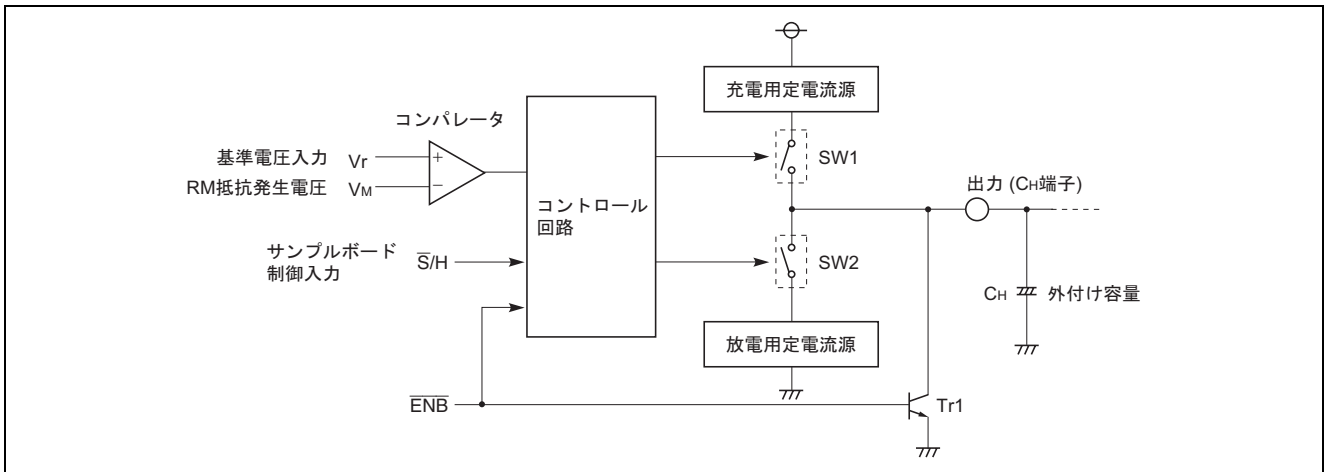 充電用定電流源
コンパレータ
基準電圧入力 Vr
+
RM抵抗発生電圧 VM
−
SW1
コントロール
回路
出力 (CH端子)
サンプルボード
制御入力
S/H
SW2
CH 外付け容量
放電用定電流源
ENB
Tr1